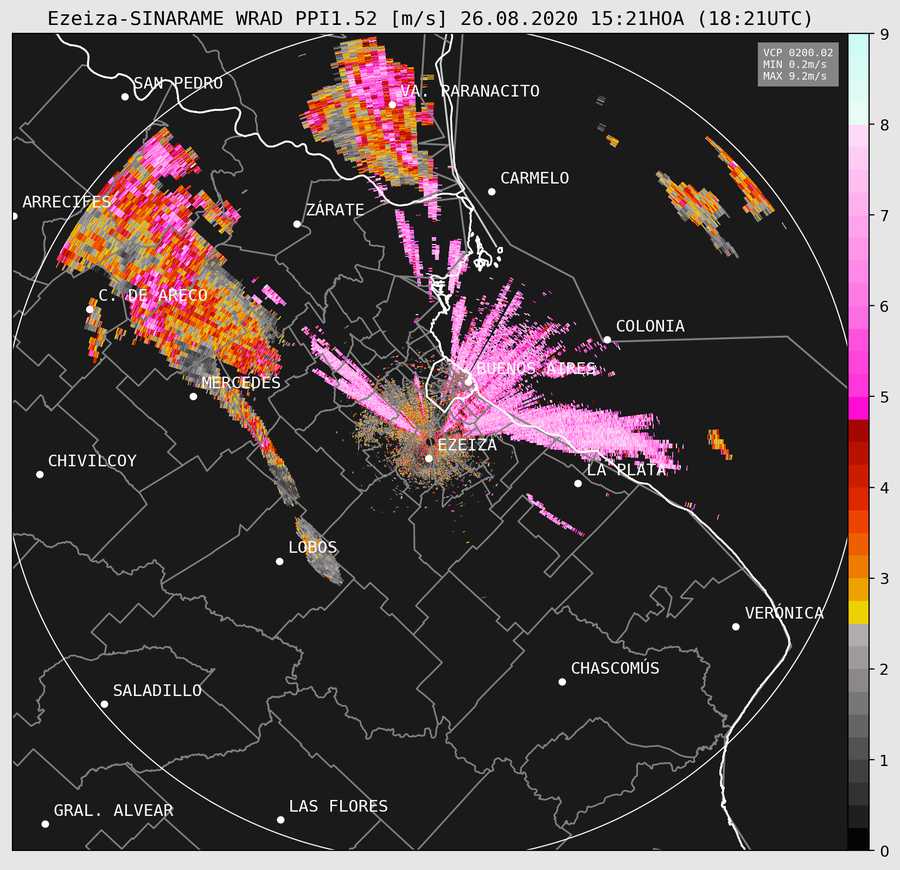 Ezeiza-SINARAME WRAD PPI1.52 [m/s] 26.08.2020 15:21HOA (18:21UTC)
VCP 0200.02
MIN 0.2m/s
MAX 9.2m/s
9
8
7
6
5
4
3
2
1
0
SAN PEDRO
VA. PARANACITO
CARMELO
ARRECIFES
ZÁRATE
C. DE ARECO
COLONIA
BUENOS AIRES
MERCEDES
EZEIZA
CHIVILCOY
LA PLATA
LOBOS
VERÓNICA
CHASCOMÚS
SALADILLO
GRAL. ALVEAR
LAS FLORES